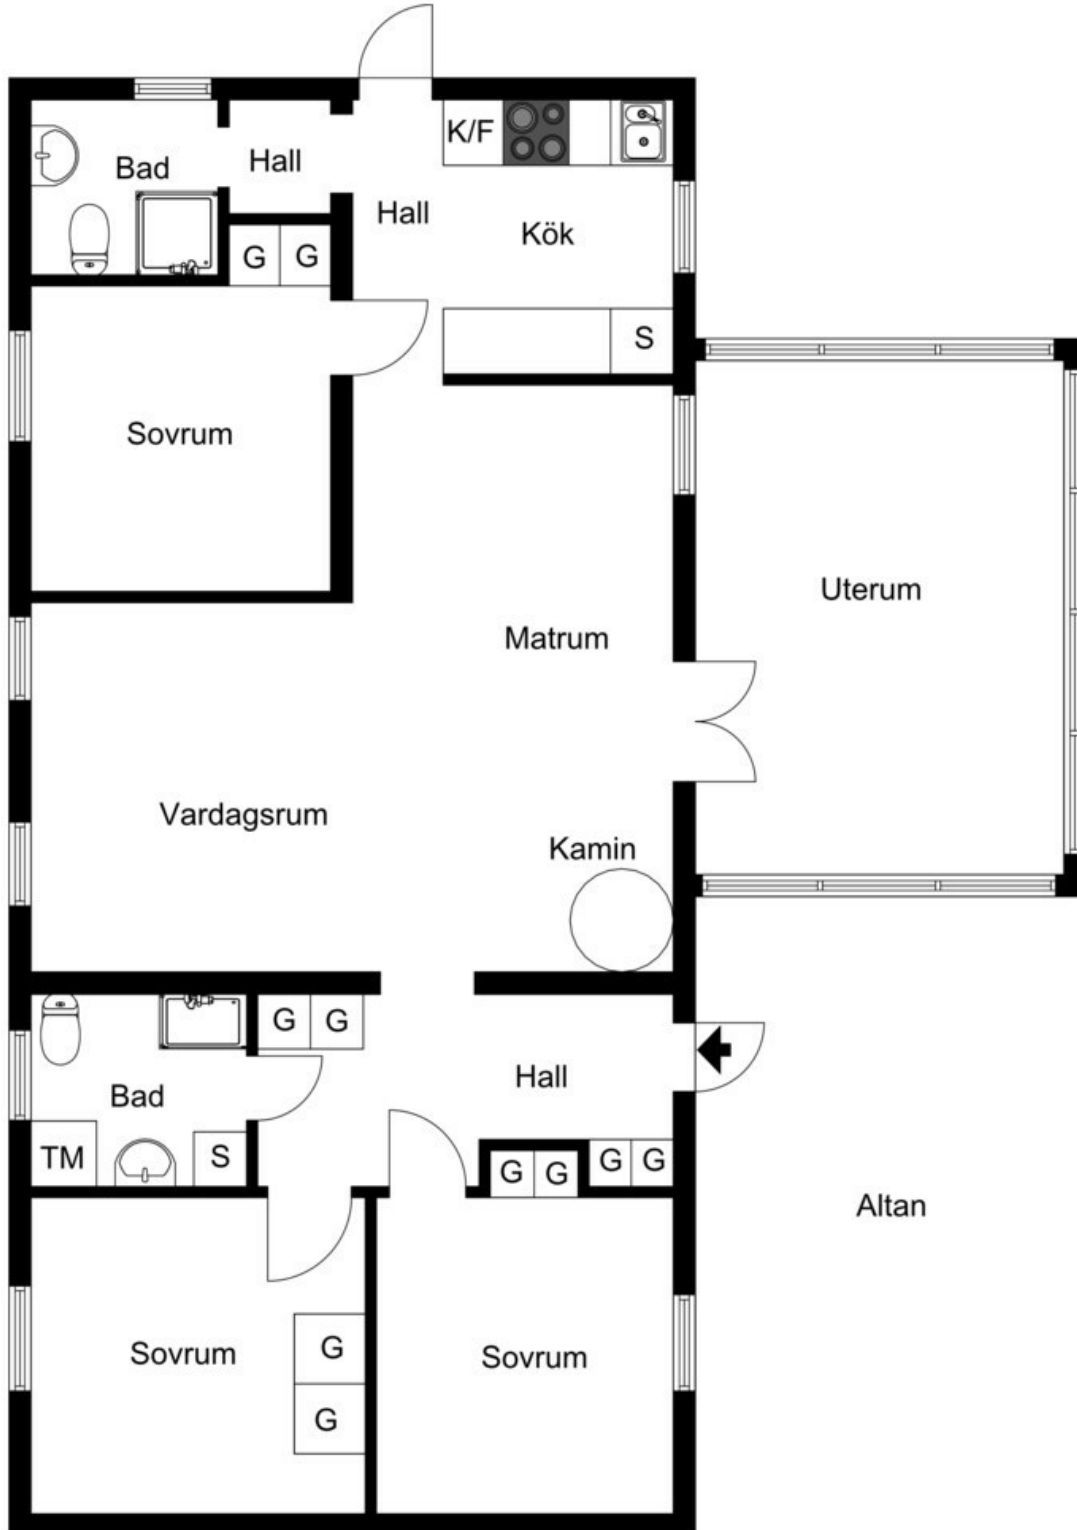 K/F
Bad
Hall
Hall
Kök
G
G
S
Sovrum
Uterum
Matrum
Vardagsrum
Kamin
G
G
Hall
Bad
TM
S
G
G
G
G
Altan
Sovrum
G
Sovrum
G